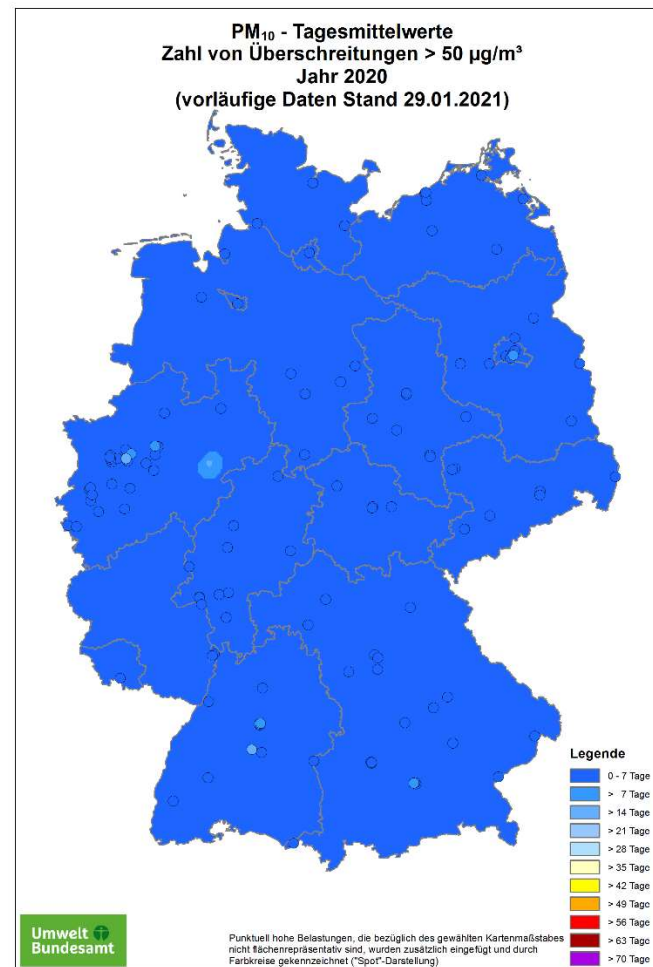 PM₁₀ - Tagesmittelwerte
Zahl von Überschreitungen > 50 µg/m³
Jahr 2020
(vorläufige Daten Stand 29.01.2021)
Legende
0 - 7 Tage
> 7 Tage
> 14 Tage
> 21 Tage
> 28 Tage
> 35 Tage
> 42 Tage
> 49 Tage
> 56 Tage
> 63 Tage
> 70 Tage
Umwelt
Bundesamt
Punktuell hohe Belastungen, die bezüglich des gewählten Kartenmaßstabes
nicht flächenrepräsentativ sind, wurden zusätzlich eingefügt und durch
Farbkreise gekennzeichnet ("Spot"-Darstellung)